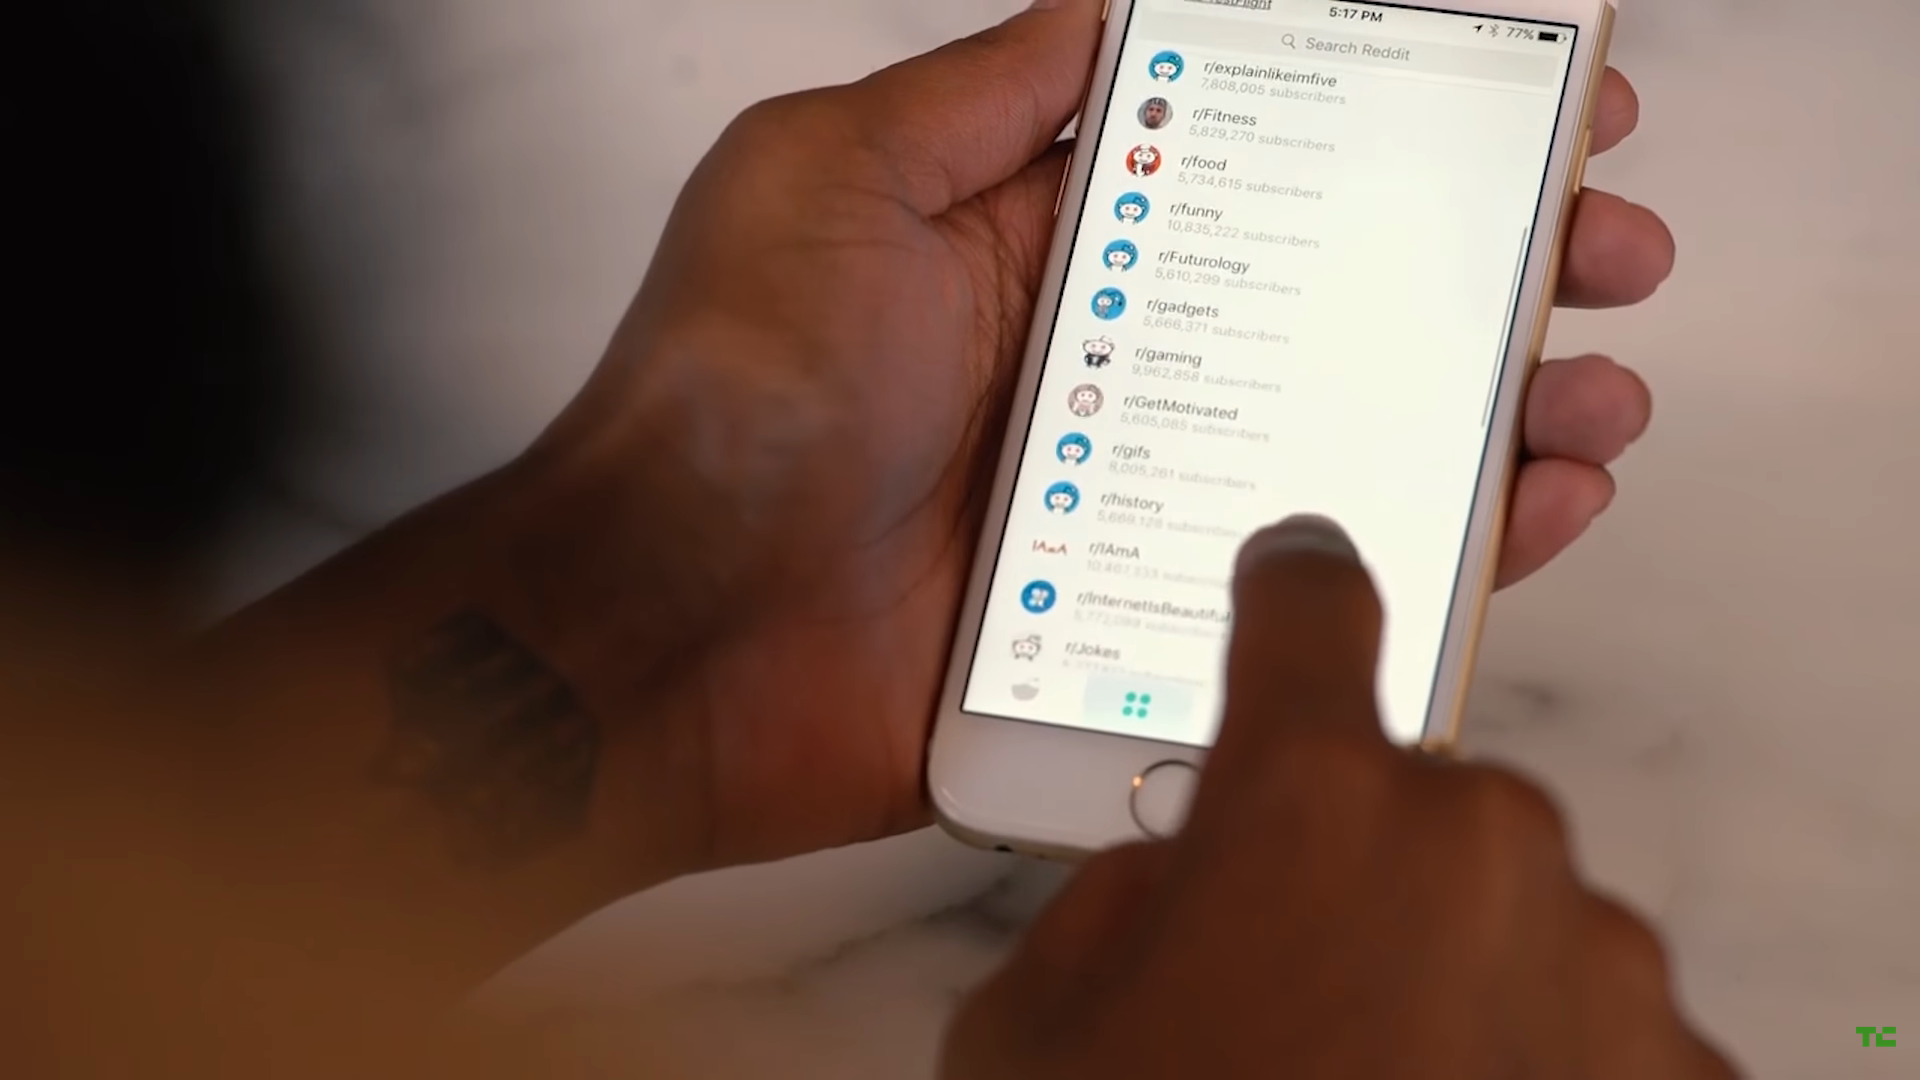 5:17 PM
77%
Search Reddit
r/explainlikeimfive
7,808,005 subscribers
r/Fitness
5,829,270 subscribers
r/food
5,734,615 subscribers
r/funny
10,835,222 subscribers
r/Futurology
5,610,299 subscribers
r/gadgets
5,666,371 subscribers
r/gaming
9,962,858 subscribers
r/GetMotivated
5,605,085 subscribers
r/gifs
8,005,261 subscribers
r/history
5,669,128
IAmA
r/IAmA
r/InternetIsBeautiful
r/Jokes
TC